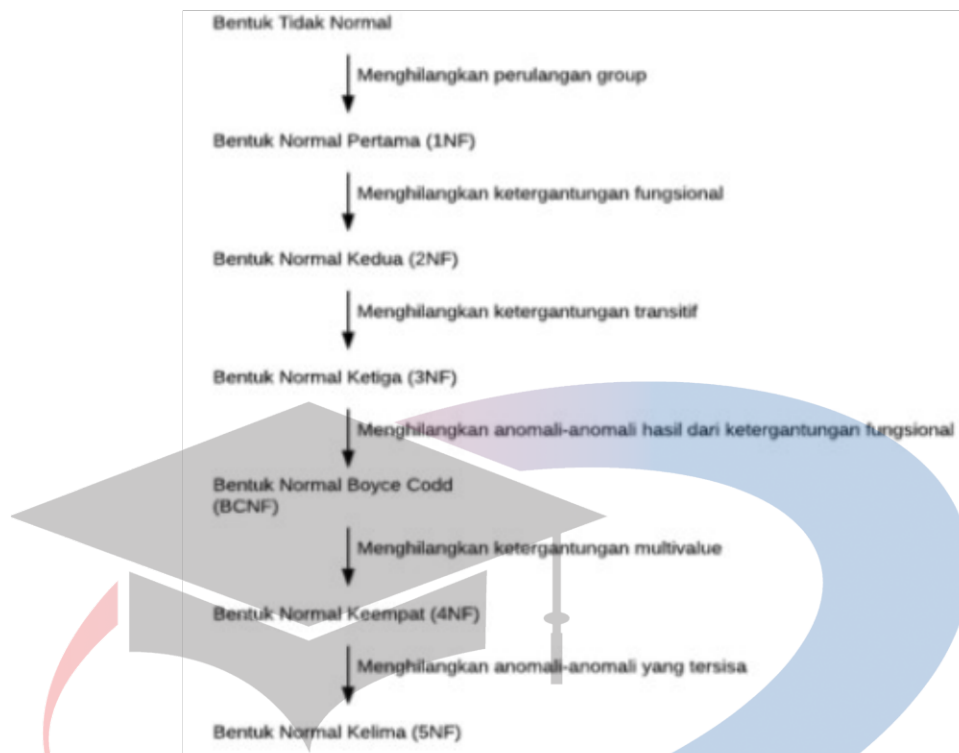 Bentuk Tidak Normal
Menghilangkan perulangan group
Bentuk Normal Pertama (1NF)
Menghilangkan ketergantungan fungsional
Bentuk Normal Kedua (2NF)
Menghilangkan ketergantungan transitif
Bentuk Normal Ketiga (3NF)
Menghilangkan anomali-anomali hasil dari ketergantungan fungsional
Bentuk Normal Boyce Codd
(BCNF)
Menghilangkan ketergantungan multivalue
Bentuk Normal Keempat (4NF)
Menghilangkan anomali-anomali yang tersisa
Bentuk Normal Kelima (5NF)